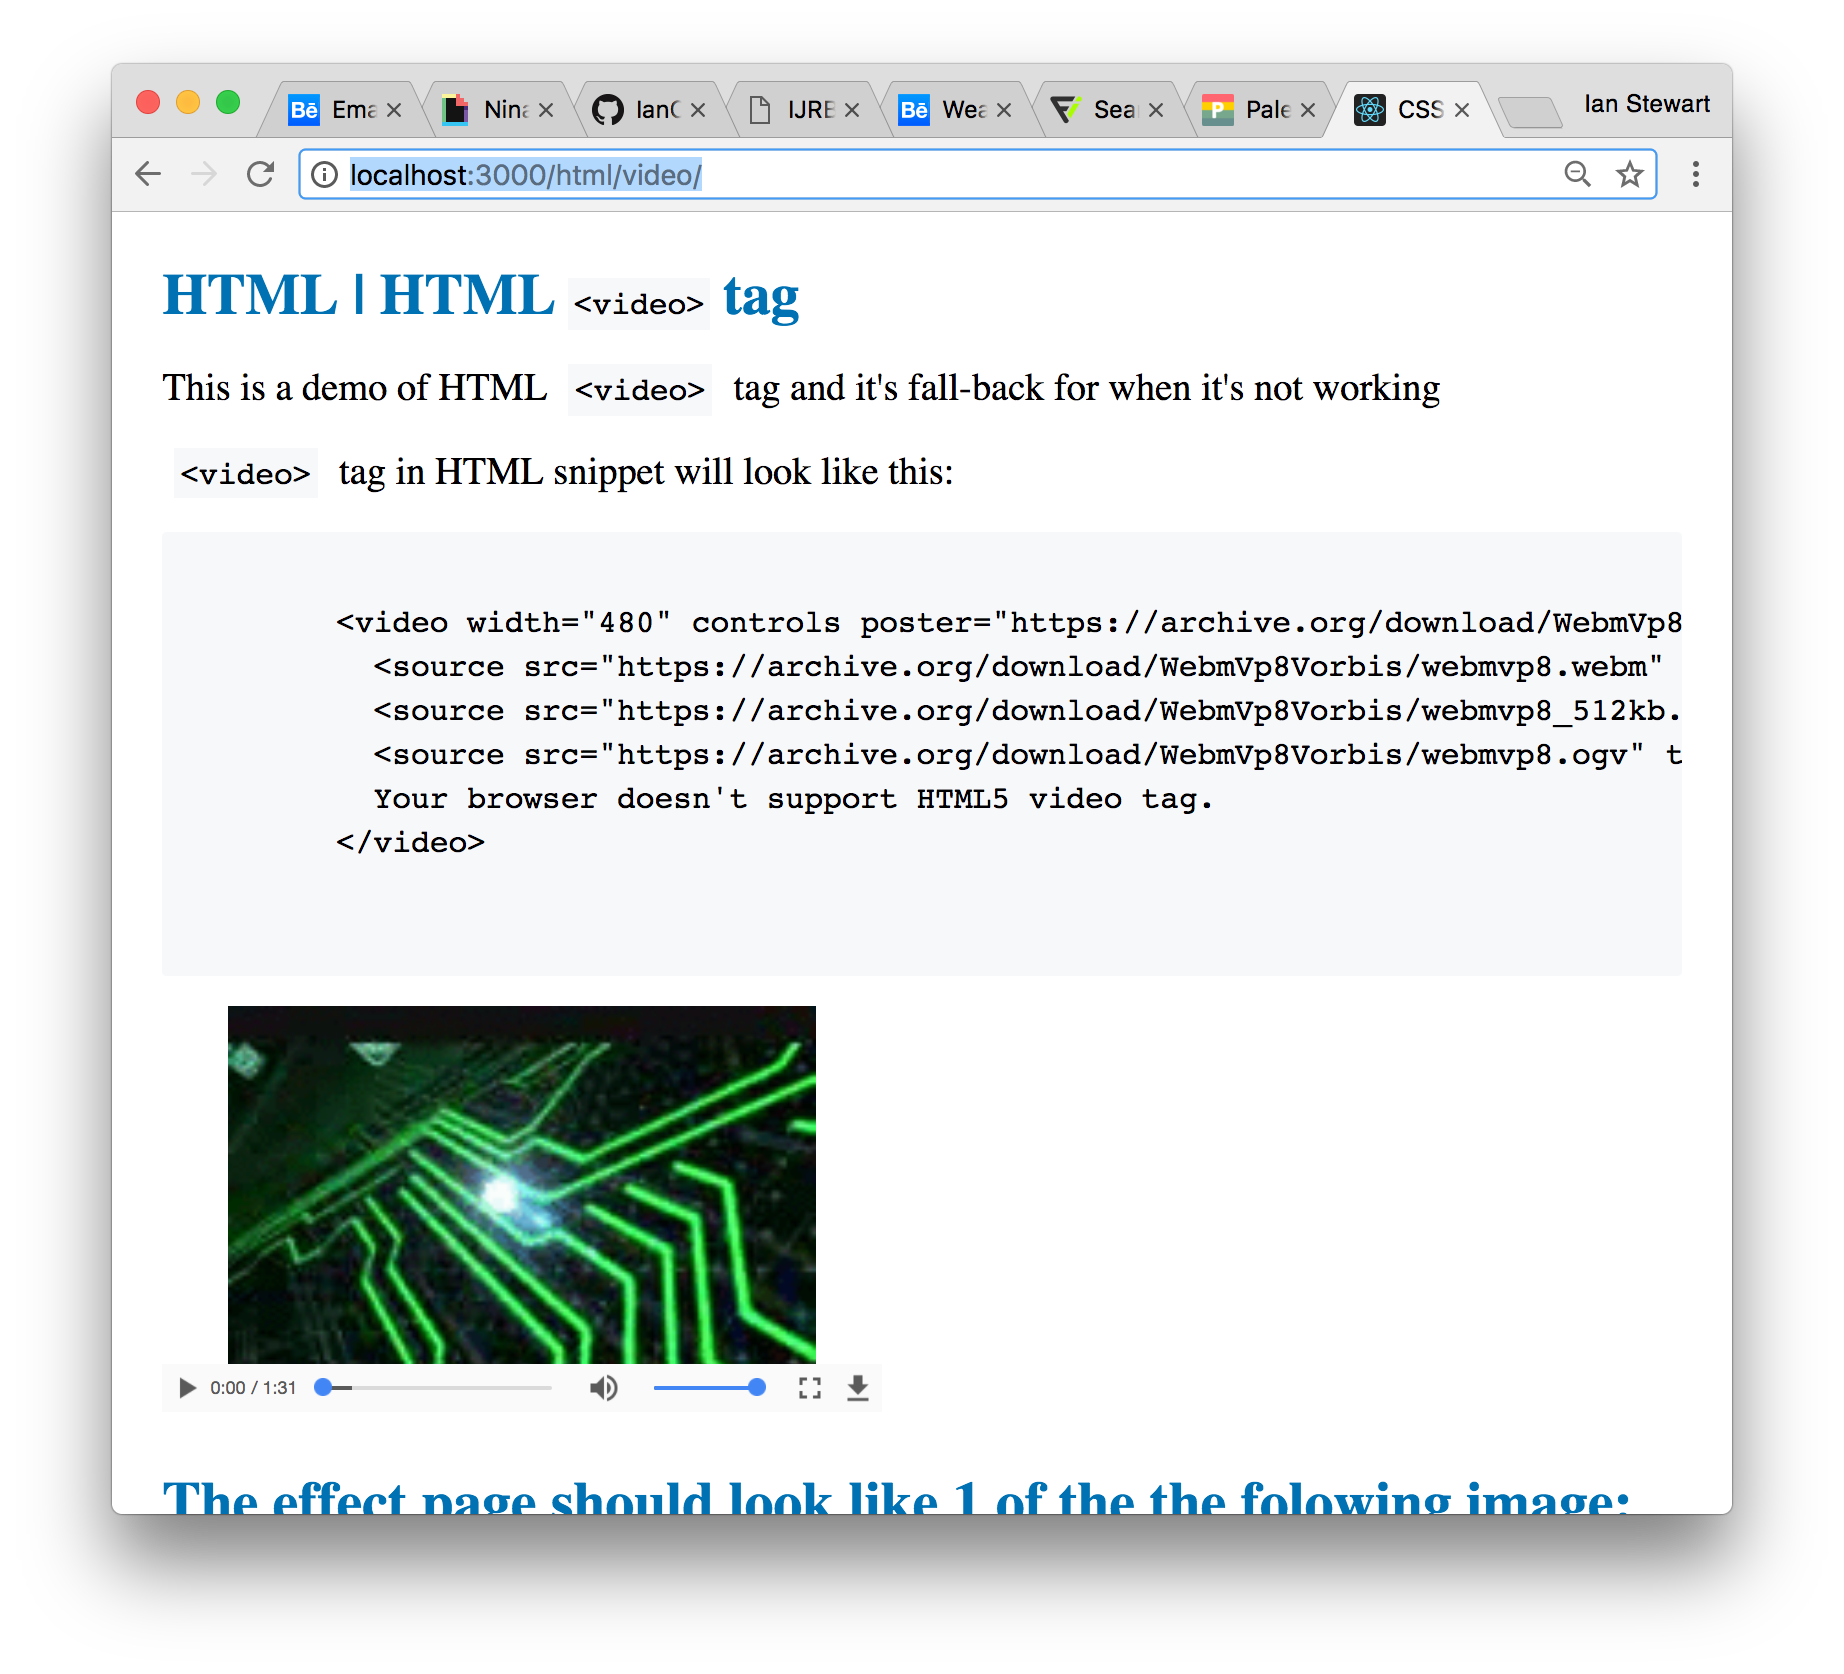 Bē Ema
Nina
IanC
IJRB
Bē Wea
Sea
P Pale
CSS
Ian Stewart
localhost:3000/html/video/
HTML | HTML <video> tag
This is a demo of HTML <video> tag and it's fall-back for when it's not working
<video> tag in HTML snippet will look like this:
<video width="480" controls poster="https://archive.org/download/WebmVp8
<source src="https://archive.org/download/WebmVp8Vorbis/webmvp8.webm"
<source src="https://archive.org/download/WebmVp8Vorbis/webmvp8_512kb.
<source src="https://archive.org/download/WebmVp8Vorbis/webmvp8.ogv" t
Your browser doesn't support HTML5 video tag.
</video>
0:00 / 1:31
The effect page should look like 1 of the the folowing image: